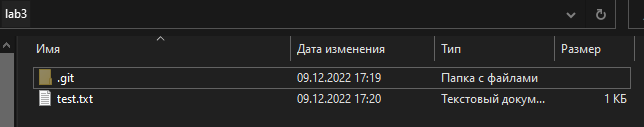 lab3
Имя Дата изменения Тип Размер
.git 09.12.2022 17:19 Папка с файлами
test.txt 09.12.2022 17:20 Текстовый докум... 1 КБ